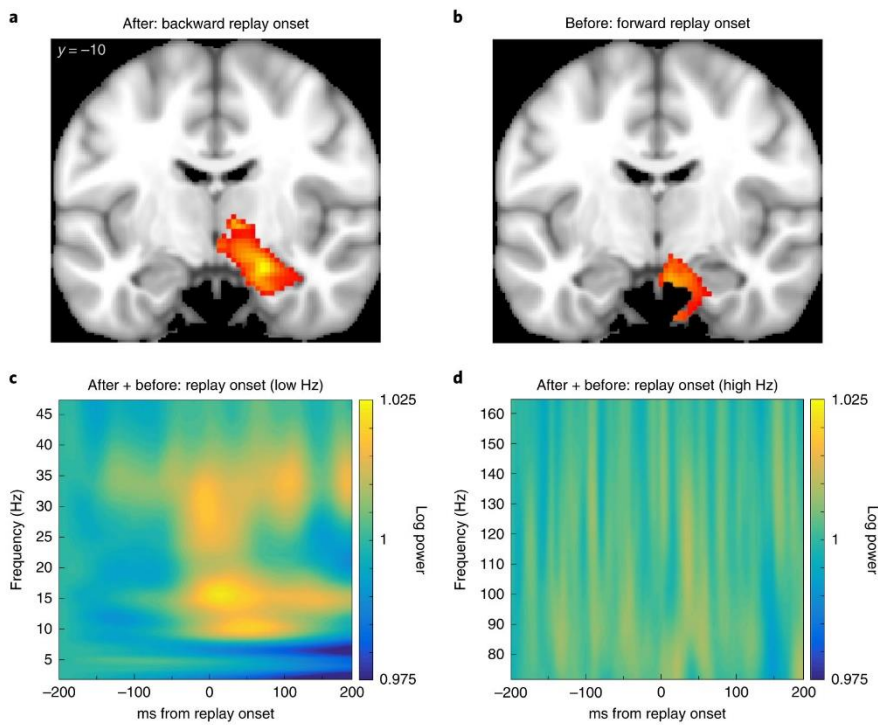 a
After: backward replay onset
y = −10
b
Before: forward replay onset
c
After + before: replay onset (low Hz)
Frequency (Hz)
45
40
35
30
25
20
15
10
5
−200
−100
0
100
200
ms from replay onset
1.025
1
0.975
Log power
d
After + before: replay onset (high Hz)
Frequency (Hz)
160
150
140
130
120
110
100
90
80
−200
−100
0
100
200
ms from replay onset
1.025
1
0.975
Log power